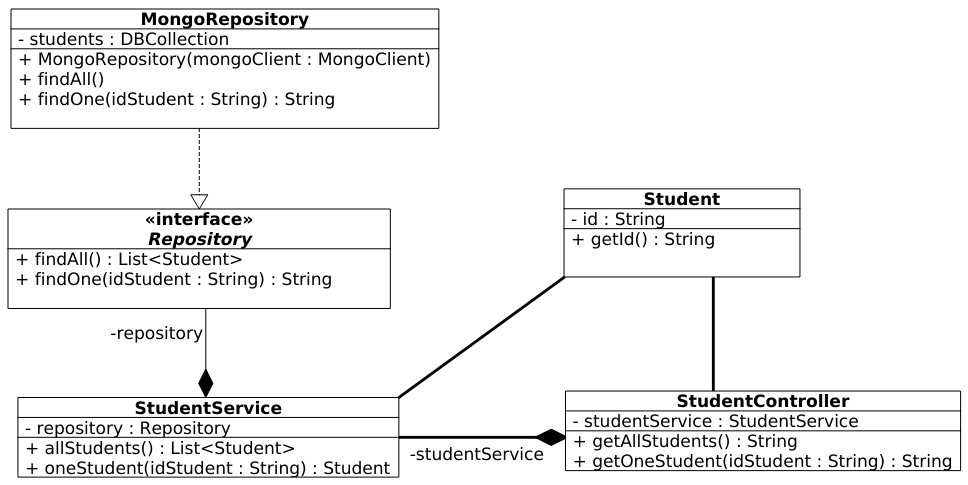 MongoRepository
- students : DBCollection
+ MongoRepository(mongoClient : MongoClient)
+ findAll()
+ findOne(idStudent : String) : String
«interface»
Repository
+ findAll() : List<Student>
+ findOne(idStudent : String) : String
Student
- id : String
+ getId() : String
-repository
StudentService
- repository : Repository
+ allStudents() : List<Student>
+ oneStudent(idStudent : String) : Student
-studentService
StudentController
- studentService : StudentService
+ getAllStudents() : String
+ getOneStudent(idStudent : String) : String